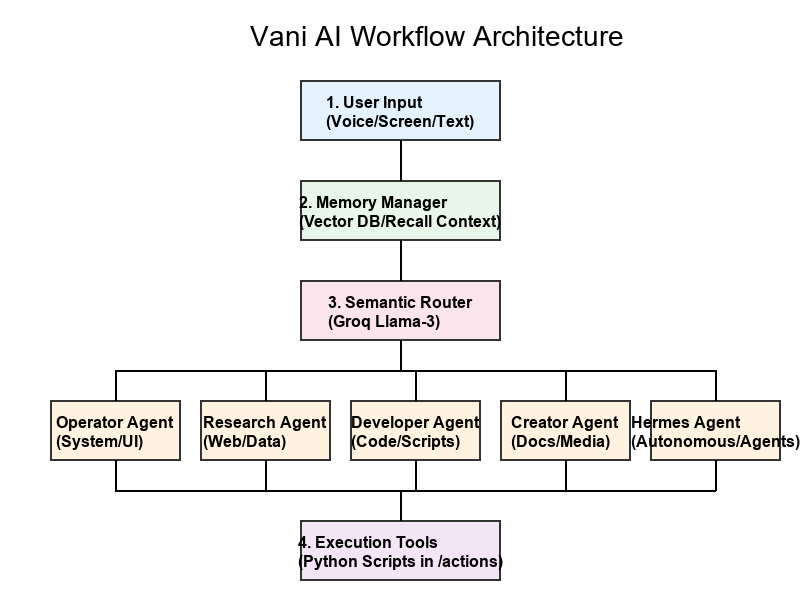 Vani AI Workflow Architecture
1. User Input
(Voice/Screen/Text)
2. Memory Manager
(Vector DB/Recall Context)
3. Semantic Router
(Groq Llama-3)
Operator Agent
(System/UI)
Research Agent
(Web/Data)
Developer Agent
(Code/Scripts)
Creator Agent
(Docs/Media)
Hermes Agent
(Autonomous/Agents)
4. Execution Tools
(Python Scripts in /actions)